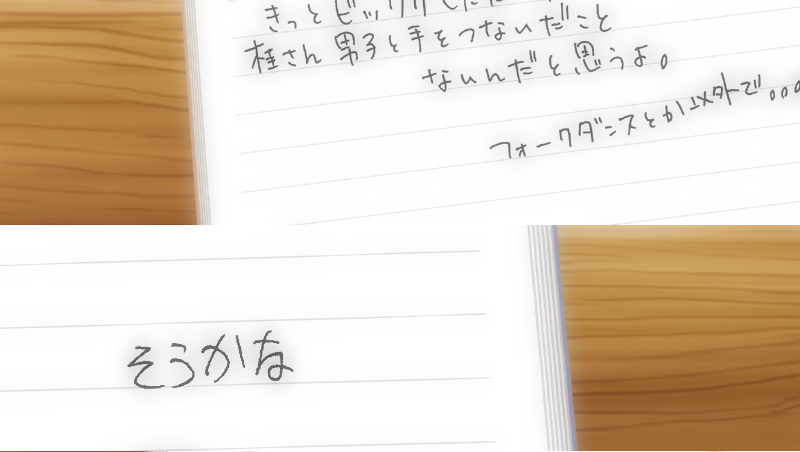 きっとビックリしたた
桂さん 男子と手をつないだこと
ないんだと思うよ。
フォークダンスとか以外で。。。
そうかな